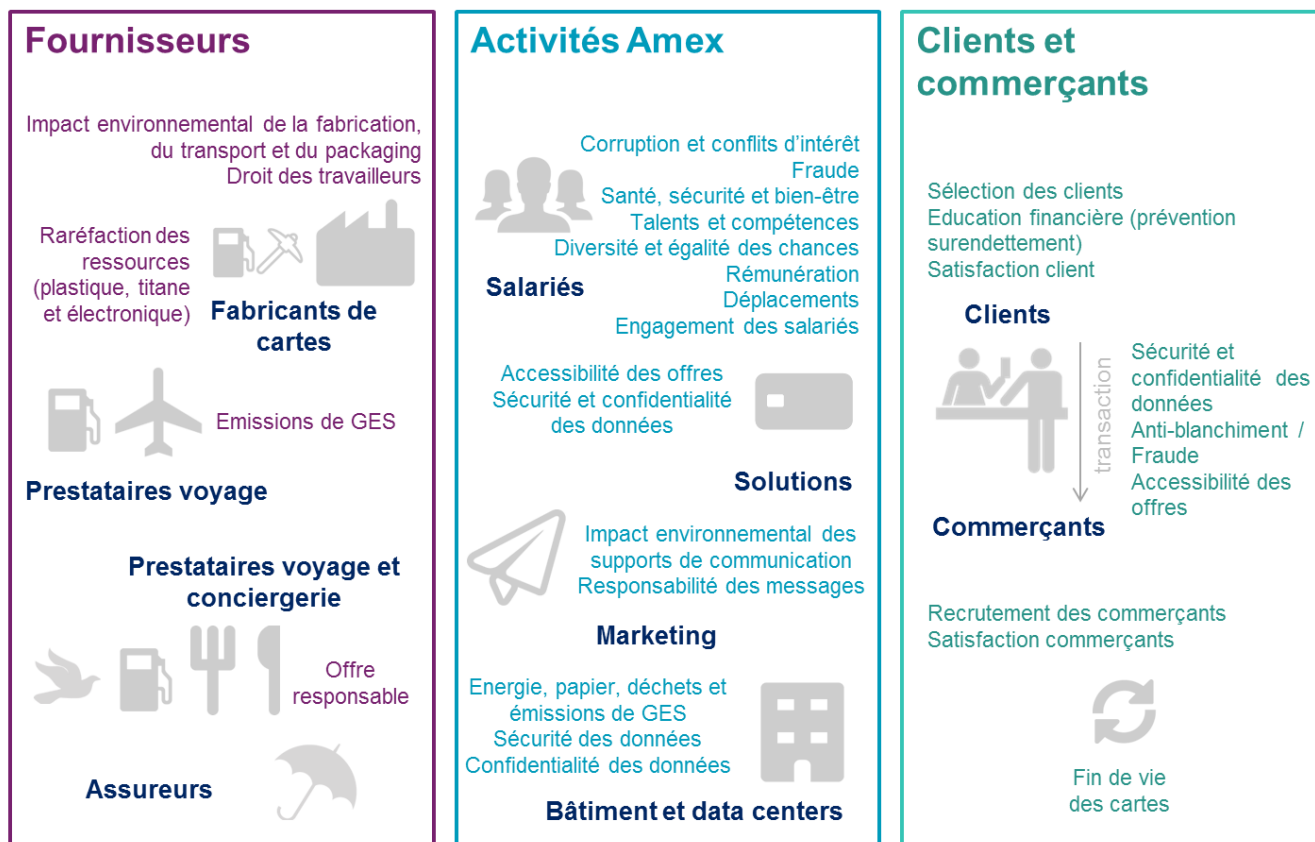 Fournisseurs
Impact environnemental de la fabrication,
du transport et du packaging
Droit des travailleurs
Raréfaction des
ressources
(plastique, titane
et électronique)
Fabricants de
cartes
Emissions de GES
Prestataires voyage
Prestataires voyage et
conciergerie
Offre
responsable
Assureurs
Activités Amex
Corruption et conflits d'intérêt
Fraude
Santé, sécurité et bien-être
Talents et compétences
Diversité et égalité des chances
Rémunération
Déplacements
Engagement des salariés
Salariés
Accessibilité des offres
Sécurité et confidentialité
des données
Solutions
Impact environnemental des
supports de communication
Responsabilité des messages
Marketing
Energie, papier, déchets et
émissions de GES
Sécurité des données
Confidentialité des données
Bâtiment et data centers
Clients et
commerçants
Sélection des clients
Education financière (prévention
surendettement)
Satisfaction client
Clients
transaction
Sécurité et
confidentialité des
données
Anti-blanchiment /
Fraude
Accessibilité des
offres
Commerçants
Recrutement des commerçants
Satisfaction commerçants
Fin de vie
des cartes